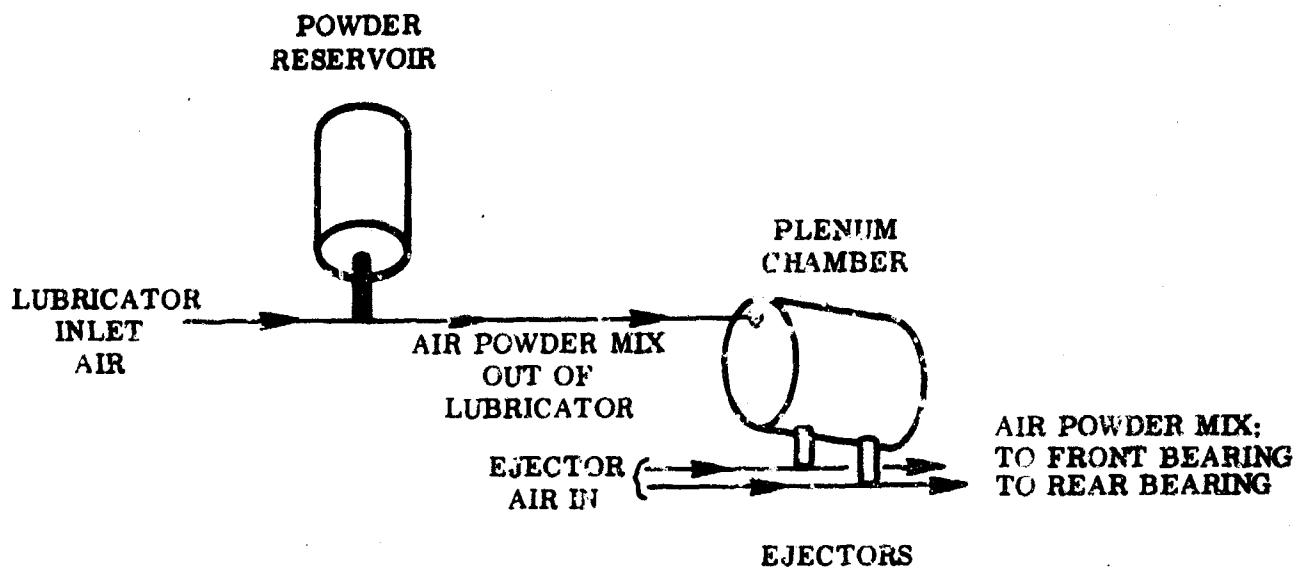 POWDER
RESERVOIR
PLENUM
CHAMBER
LUBRICATOR
INLET
AIR
AIR POWDER MIX
OUT OF
LUBRICATOR
EJECTOR
AIR IN
AIR POWDER MIX;
TO FRONT BEARING
TO REAR BEARING
EJECTORS